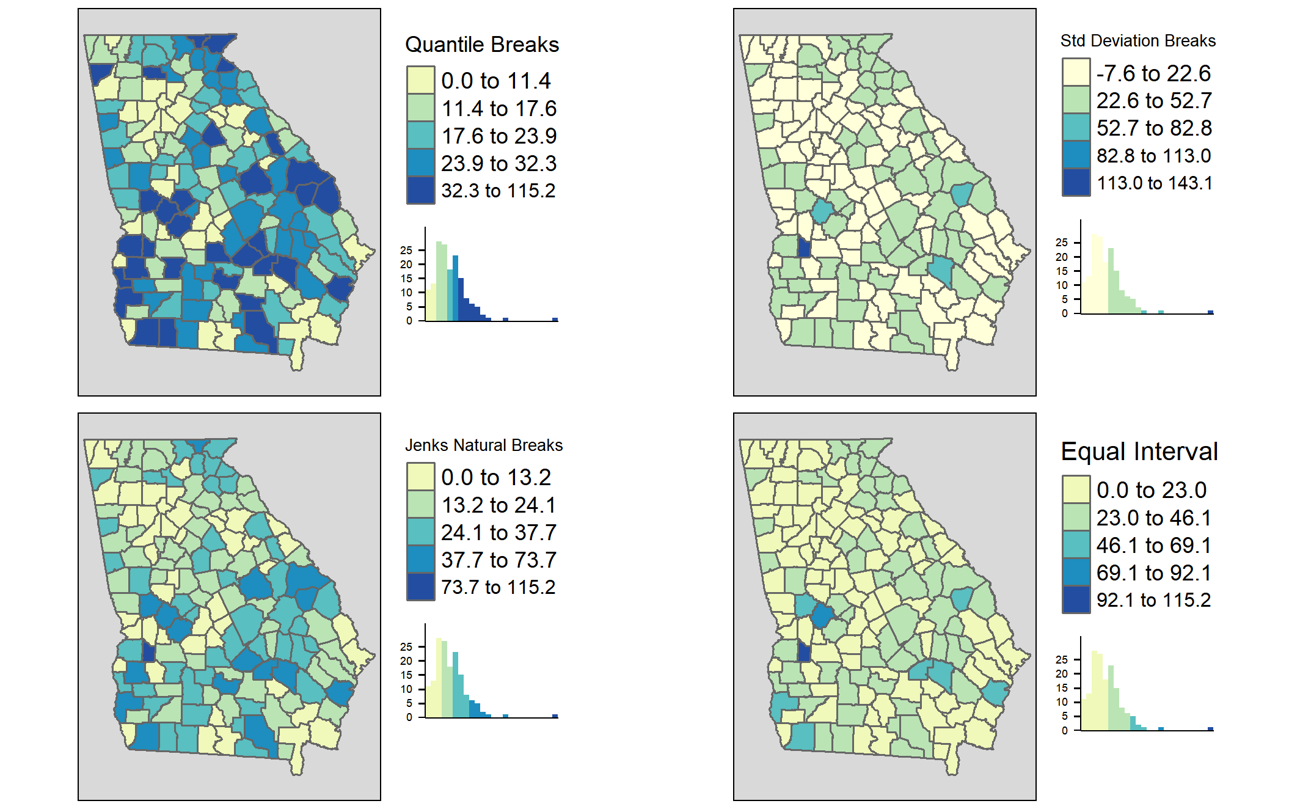 Quantile Breaks
0.0 to 11.4
11.4 to 17.6
17.6 to 23.9
23.9 to 32.3
32.3 to 115.2
25
20
15
10
5
0
Std Deviation Breaks
-7.6 to 22.6
22.6 to 52.7
52.7 to 82.8
82.8 to 113.0
113.0 to 143.1
25
20
15
10
5
0
Jenks Natural Breaks
0.0 to 13.2
13.2 to 24.1
24.1 to 37.7
37.7 to 73.7
73.7 to 115.2
25
20
15
10
5
0
Equal Interval
0.0 to 23.0
23.0 to 46.1
46.1 to 69.1
69.1 to 92.1
92.1 to 115.2
25
20
15
10
5
0